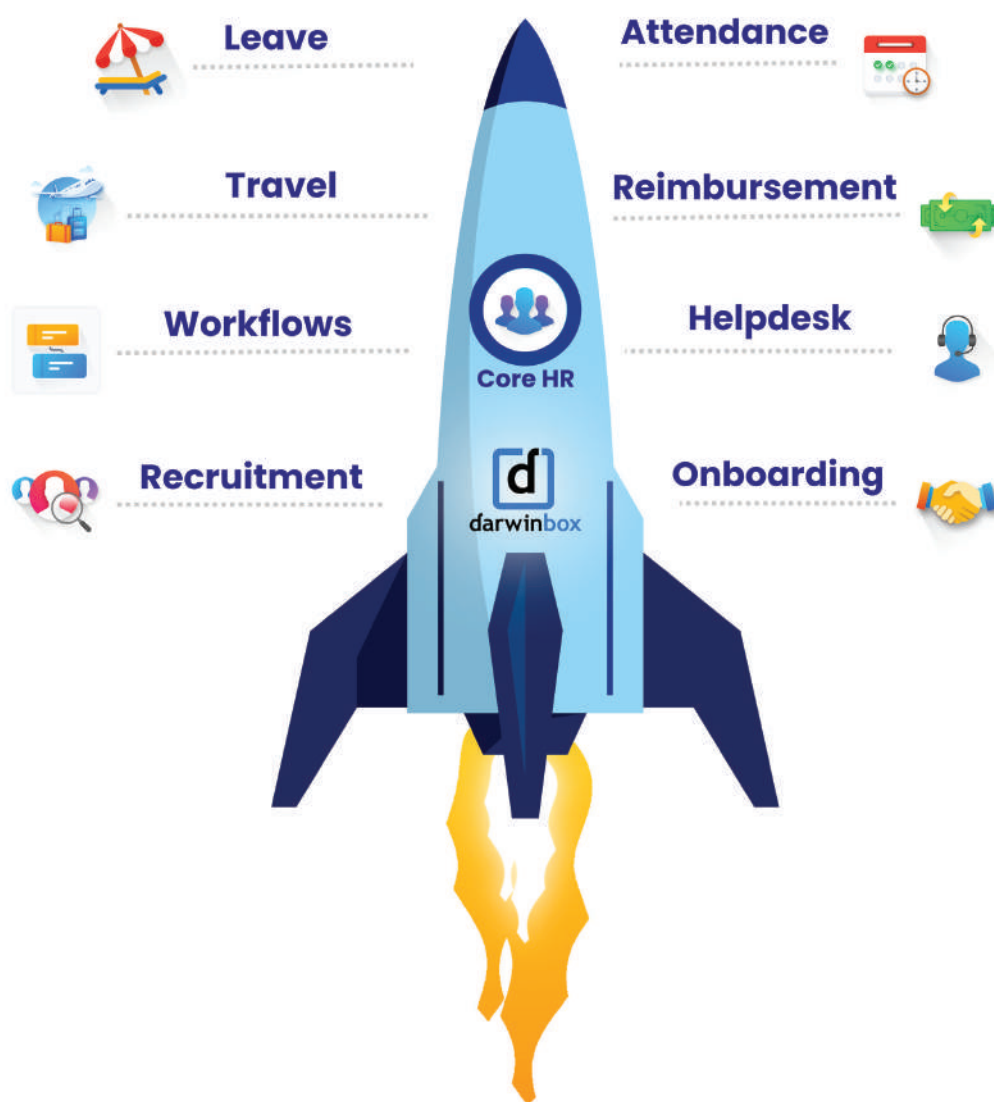 Leave
Attendance
Travel
Reimbursement
Workflows
Helpdesk
Core HR
Recruitment
Onboarding
d
darwinbox